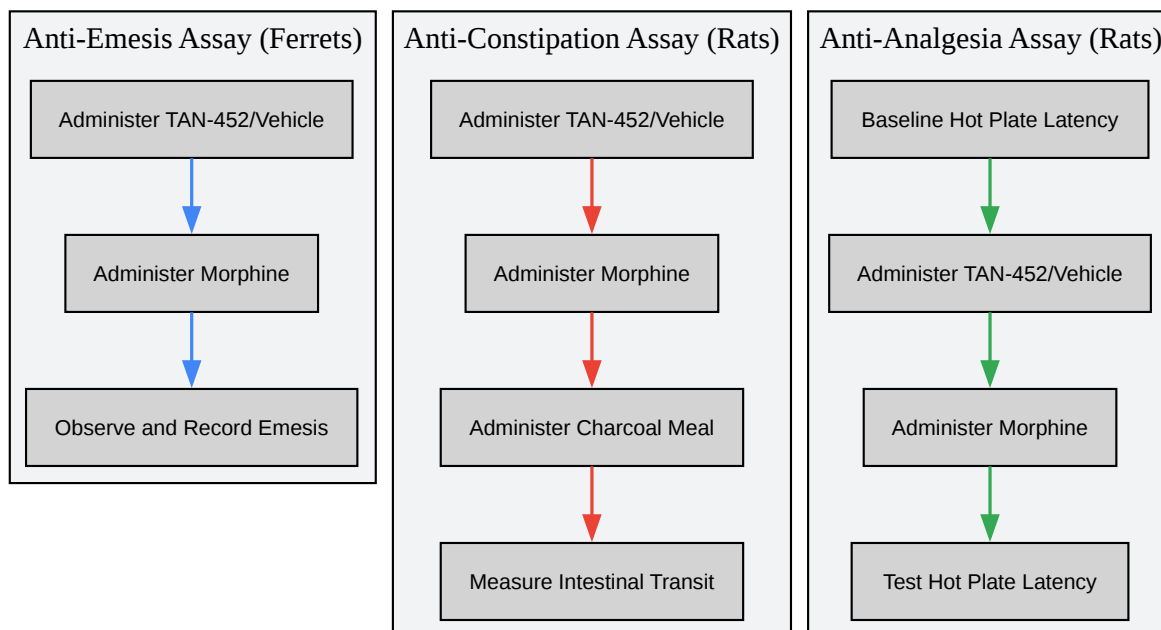 Anti-Emesis Assay (Ferrets)
Administer TAN-452/Vehicle
Administer Morphine
Observe and Record Emesis
Anti-Constipation Assay (Rats)
Administer TAN-452/Vehicle
Administer Morphine
Administer Charcoal Meal
Measure Intestinal Transit
Anti-Analgesia Assay (Rats)
Baseline Hot Plate Latency
Administer TAN-452/Vehicle
Administer Morphine
Test Hot Plate Latency